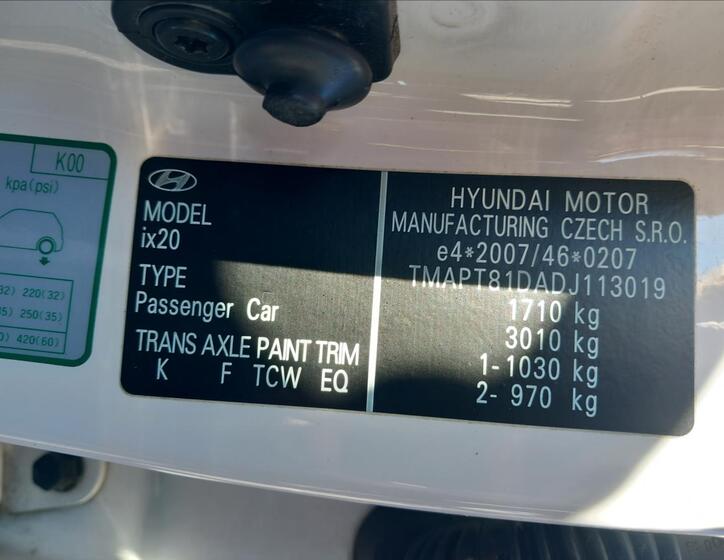 K00
kpa(psi)
32) 220(32)
35) 250(35)
0) 420(60)
MODEL
ix20
TYPE
Passenger Car
TRANS AXLE PAINT TRIM
K F TCW EQ
HYUNDAI MOTOR
MANUFACTURING CZECH S.R.O.
e4*2007/46*0207
TMAPT81DADJ113019
1710 kg
3010 kg
1-1030 kg
2- 970 kg